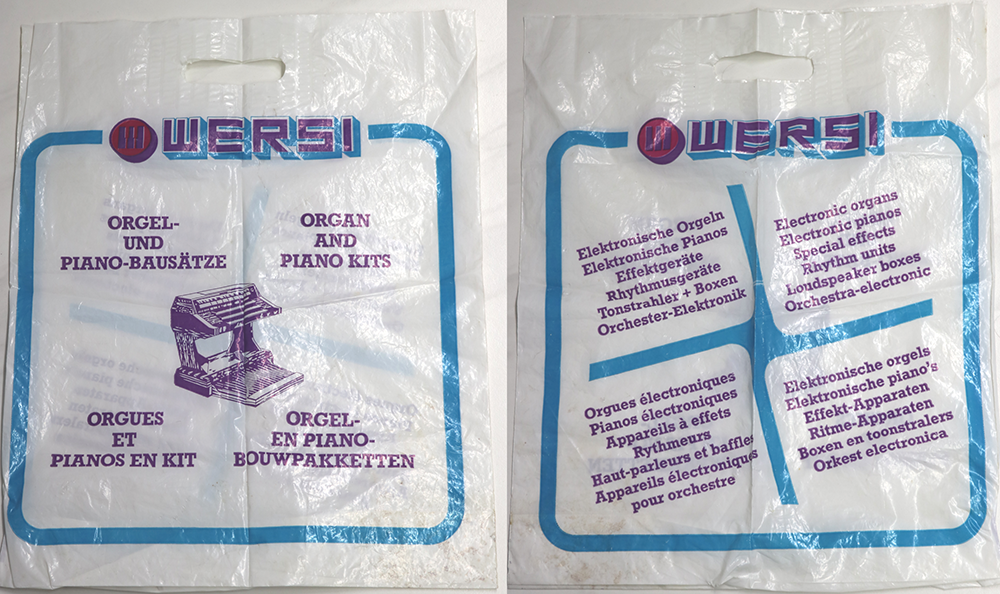 W WERSI
ORGEL-
UND
PIANO-BAUSÄTZE
ORGAN
AND
PIANO KITS
ORGUES
ET
PIANOS EN KIT
ORGEL-
EN PIANO-
BOUWPAKKETTEN
W WERSI
Elektronische Orgeln
Elektronische Pianos
Effektgeräte
Rhythmusgeräte
Tonstrahler + Boxen
Orchester-Elektronik
Electronic organs
Electronic pianos
Special effects
Rhythm units
Loudspeaker boxes
Orchestra-electronic
Orgues électroniques
Pianos électroniques
Appareils à effets
Rythmeurs
Haut-parleurs et baffles
Appareils électroniques
pour orchestre
Elektronische orgels
Elektronische piano's
Effekt-Apparaten
Ritme-Apparaten
Boxen en toonstralers
Orkest electronica